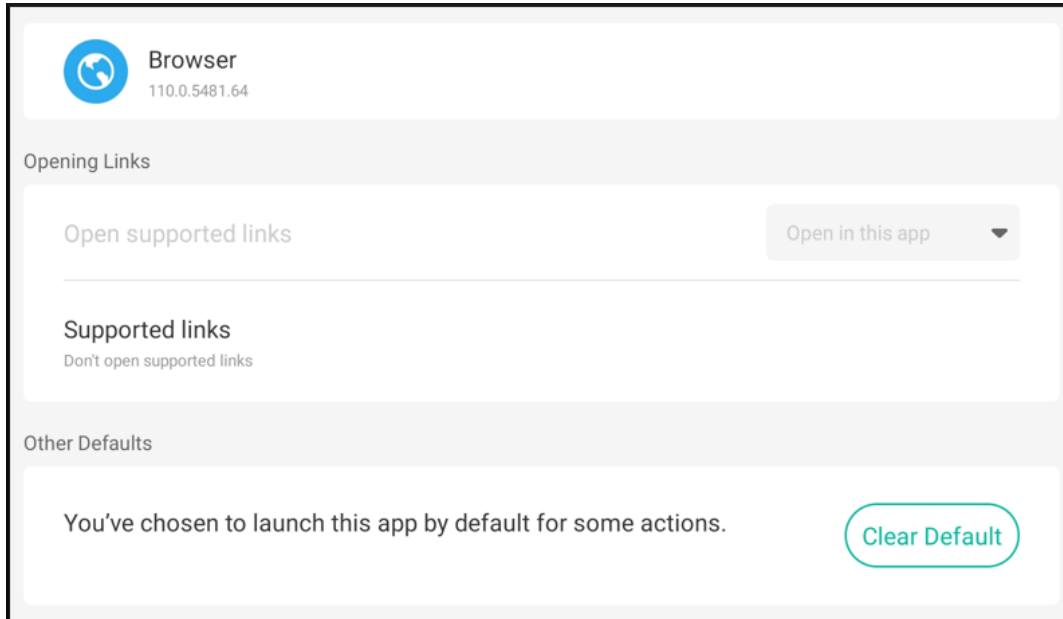 Browser
110.0.5481.64
Opening Links
Open supported links
Open in this app
Supported links
Don't open supported links
Other Defaults
You’ve chosen to launch this app by default for some actions.
Clear Default